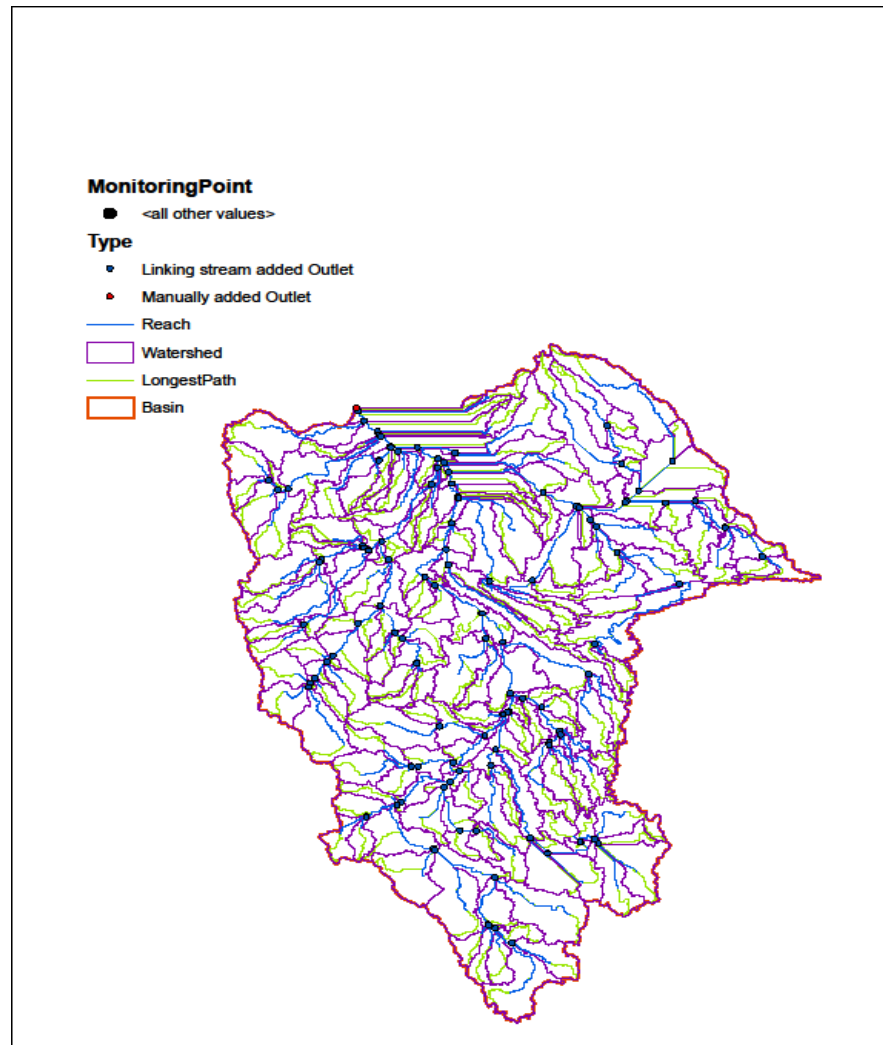 MonitoringPoint
<all other values>
Type
Linking stream added Outlet
Manually added Outlet
Reach
Watershed
LongestPath
Basin